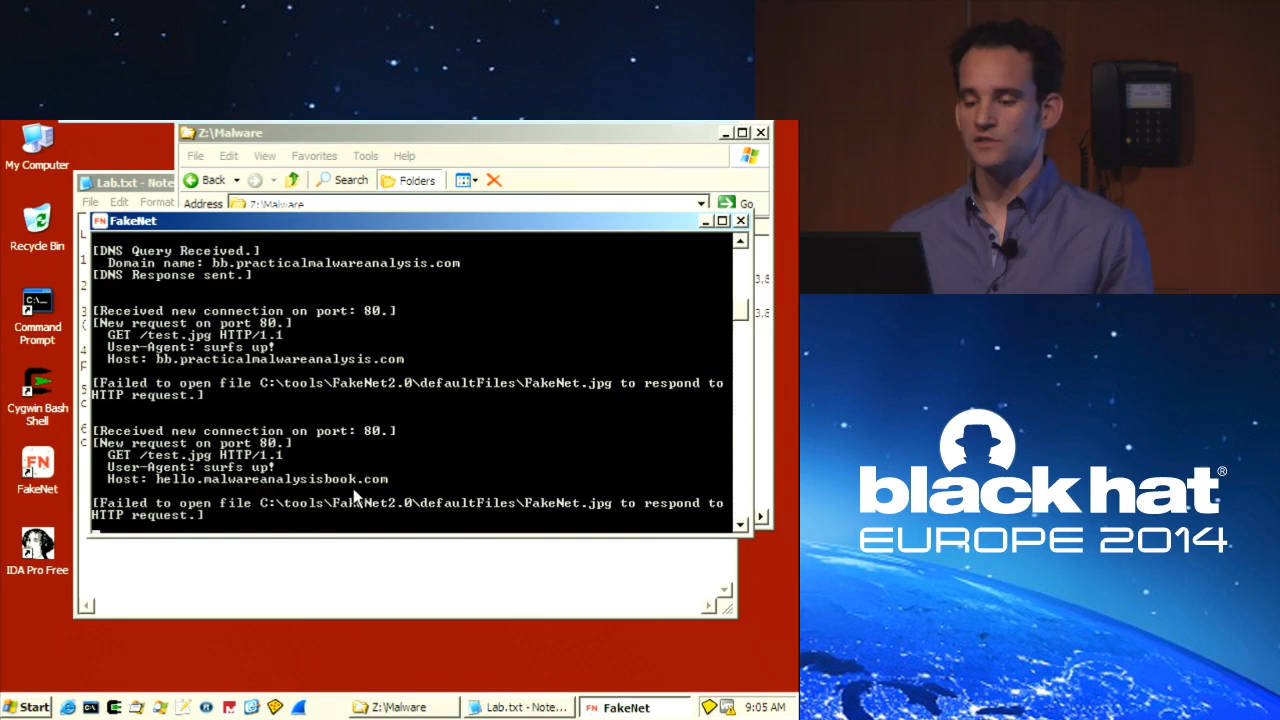 My Computer
Recycle Bin
Command
Prompt
Cygwin Bash
Shell
FakeNet
IDA Pro Free
Z:\Malware
File Edit View Favorites Tools Help
Back Search Folders
Address Z:\Malware Go
Lab.txt - Note
File Edit Format
FakeNet
[DNS Query Received.]
Domain name: bb.practicalmalwareanalysis.com
[DNS Response sent.]
[Received new connection on port: 80.]
[New request on port 80.]
GET /test.jpg HTTP/1.1
User-Agent: surfs up!
Host: bb.practicalmalwareanalysis.com
[Failed to open file C:\tools\FakeNet2.0\defaultFiles\FakeNet.jpg to respond to
HTTP request.]
[Received new connection on port: 80.]
[New request on port 80.]
GET /test.jpg HTTP/1.1
User-Agent: surfs up!
Host: hello.malwareanalysisbook.com
[Failed to open file C:\tools\FakeNet2.0\defaultFiles\FakeNet.jpg to respond to
HTTP request.]
Start Z:\Malware Lab.txt - Note... FakeNet 9:05 AM
black hat®
EUROPE 2014